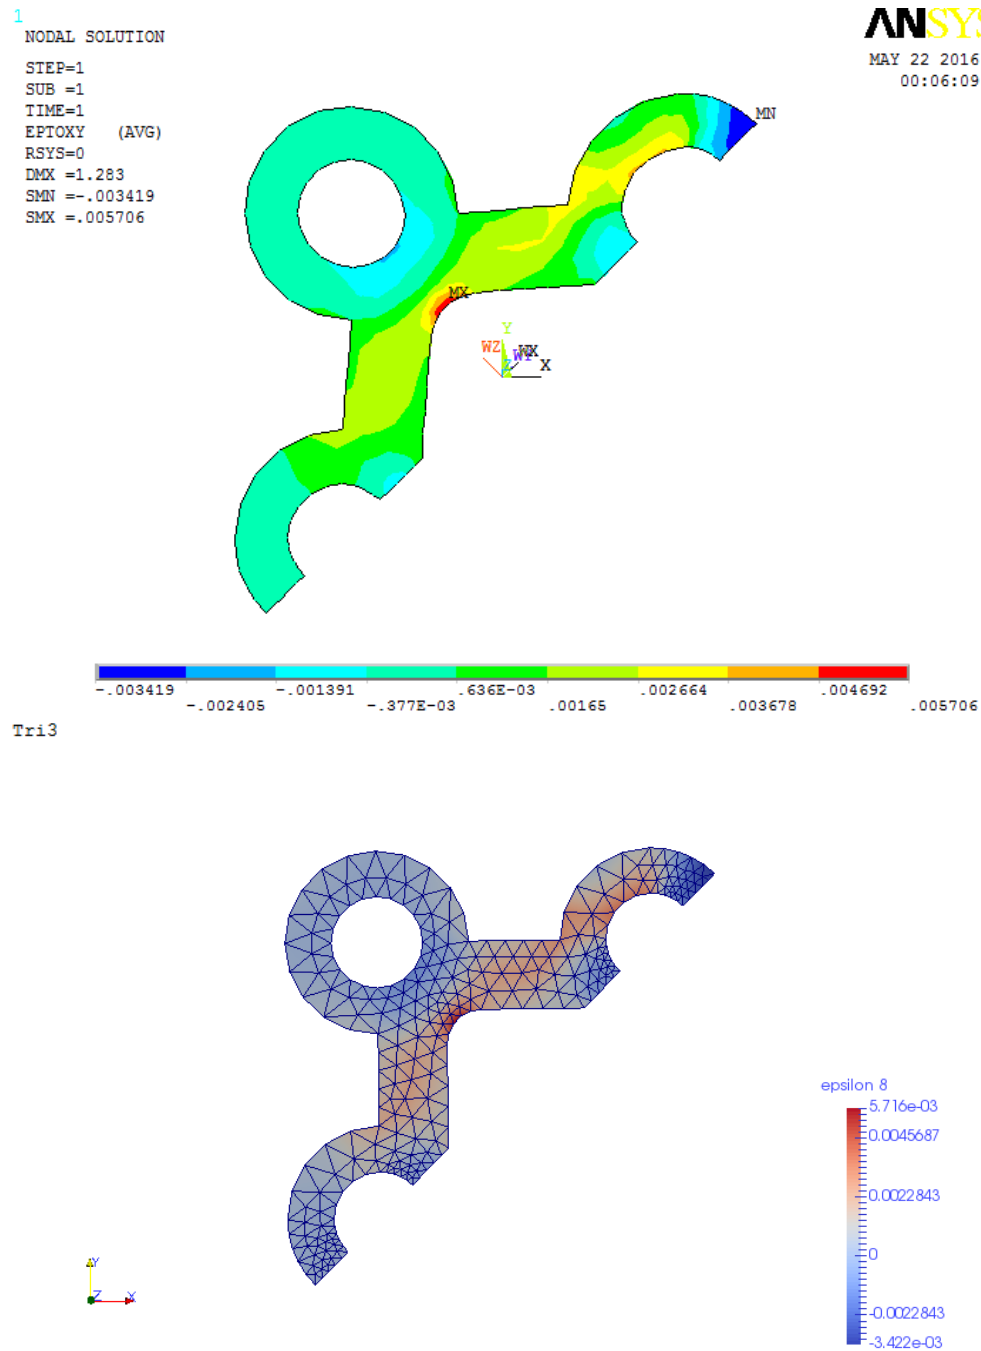 1
NODAL SOLUTION
STEP=1
SUB =1
TIME=1
EPTOXY (AVG)
RSYS=0
DMX =1.283
SMN =-.003419
SMX =.005706
ANSYS
MAY 22 2016
00:06:09
MN
MX
Y
WZ
WX
Z
X
-.003419
-.002405
-.001391
-.377E-03
.636E-03
.00165
.002664
.003678
.004692
.005706
Tri3
epsilon 8
5.716e-03
0.0045687
0.0022843
0
-0.0022843
-3.422e-03
Y
Z
X